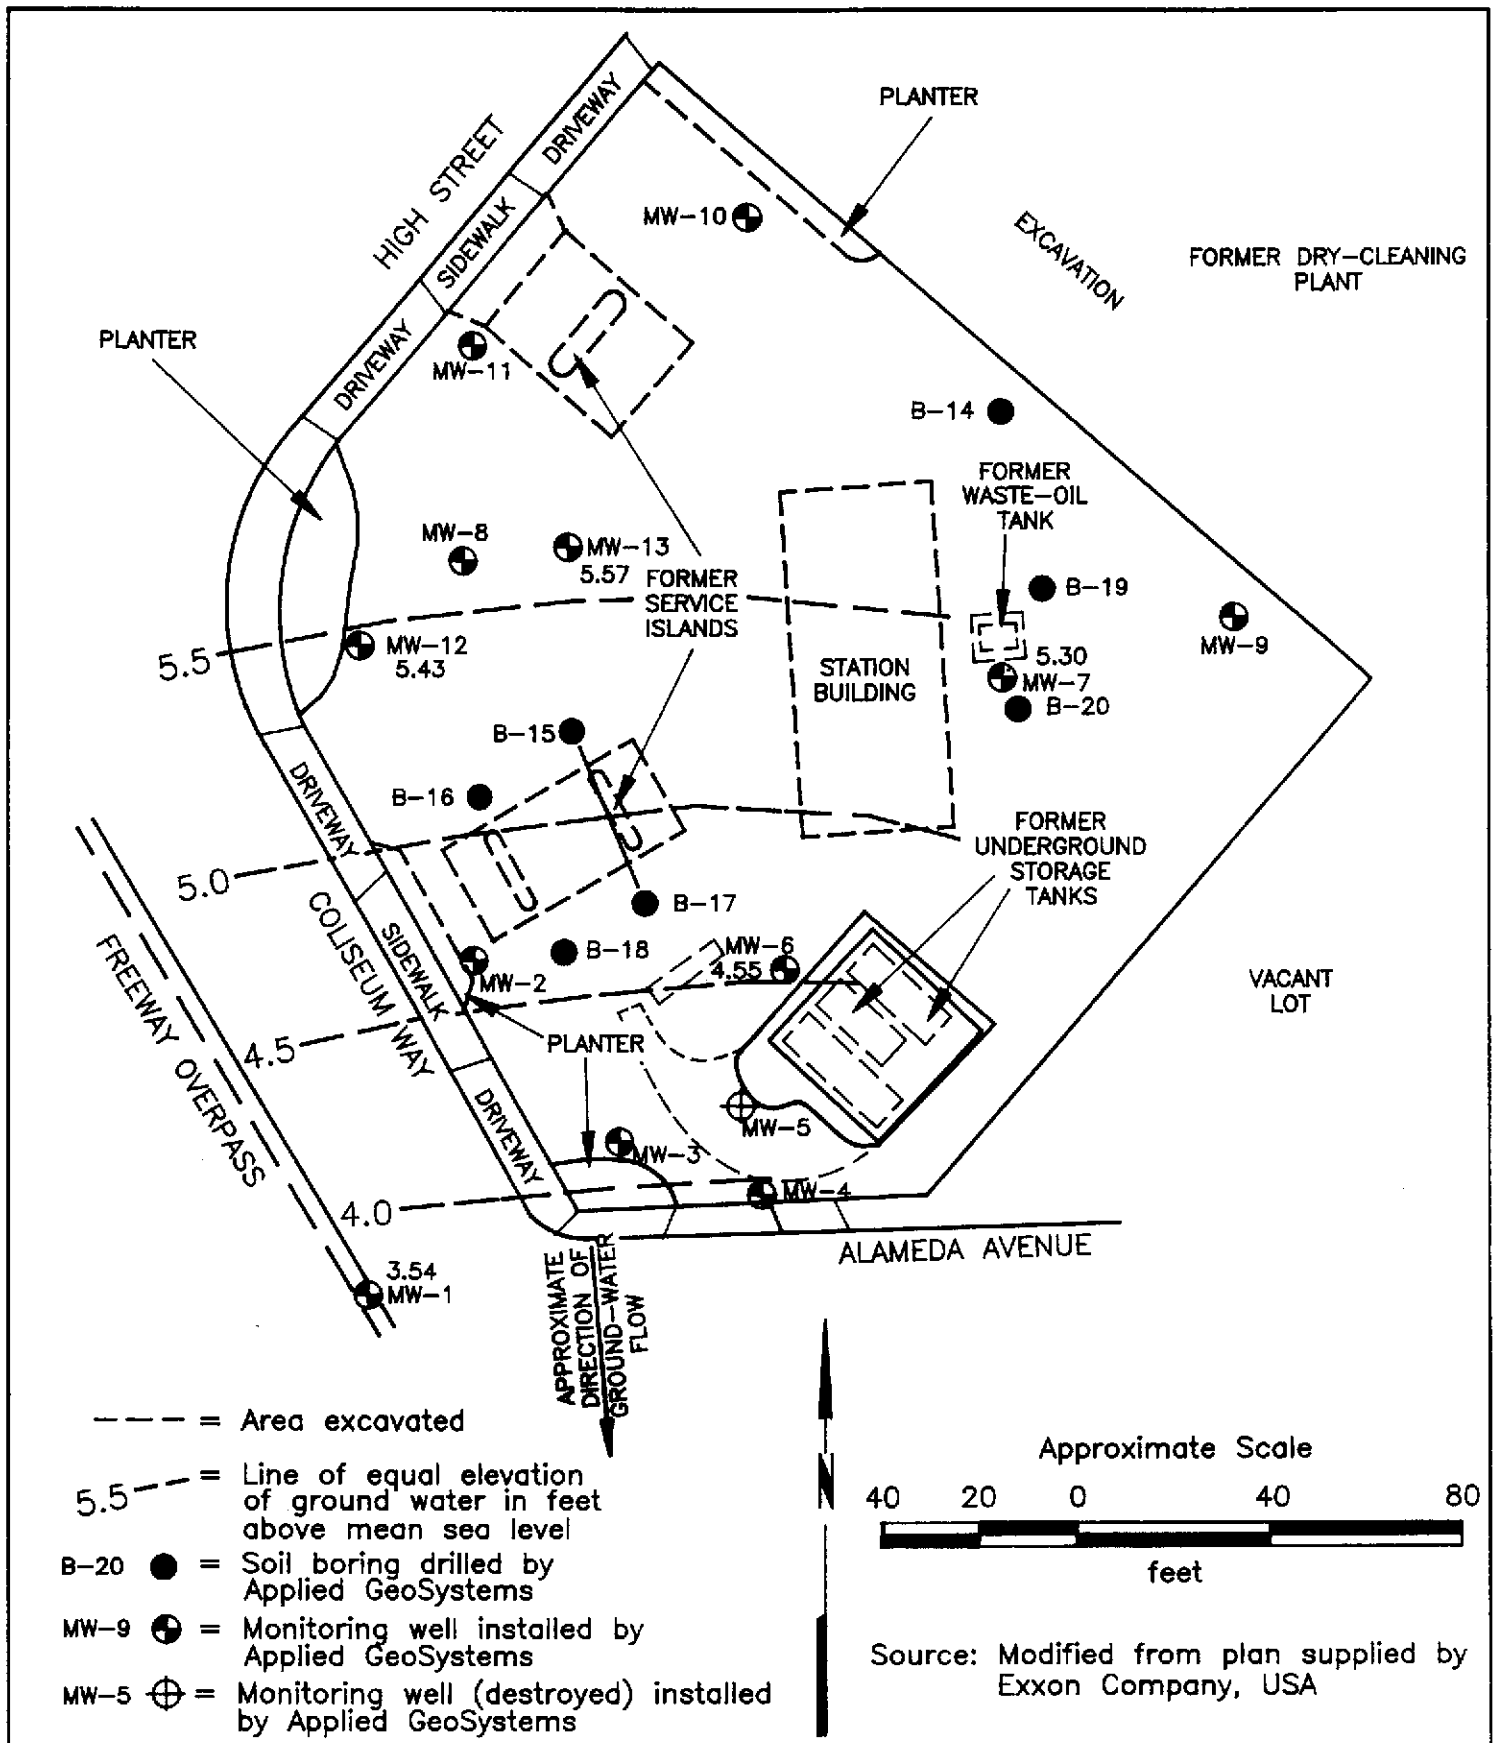 PLANTER
HIGH STREET
DRIVEWAY
SIDEWALK
DRIVEWAY
MW-10
EXCAVATION
FORMER DRY-CLEANING
PLANT
PLANTER
MW-11
B-14
FORMER
WASTE-OIL
TANK
MW-8
MW-13
5.57
FORMER
SERVICE
ISLANDS
B-19
MW-9
5.5
MW-12
5.43
STATION
BUILDING
5.30
MW-7
B-20
B-15
DRIVEWAY
B-16
5.0
FORMER
UNDERGROUND
STORAGE
TANKS
B-17
COLISEUM WAY
SIDEWALK
FREEWAY OVERPASS
B-18
MW-6
4.55
MW-2
VACANT
LOT
4.5
PLANTER
DRIVEWAY
MW-5
MW-3
4.0
MW-4
ALAMEDA AVENUE
3.54
MW-1
APPROXIMATE
DIRECTION OF
GROUND-WATER
FLOW
N
= Area excavated
5.5 = Line of equal elevation
of ground water in feet
above mean sea level
B-20 = Soil boring drilled by
Applied GeoSystems
MW-9 = Monitoring well installed by
Applied GeoSystems
MW-5 = Monitoring well (destroyed) installed
by Applied GeoSystems
Approximate Scale
40 20 0 40 80
feet
Source: Modified from plan supplied by
Exxon Company, USA